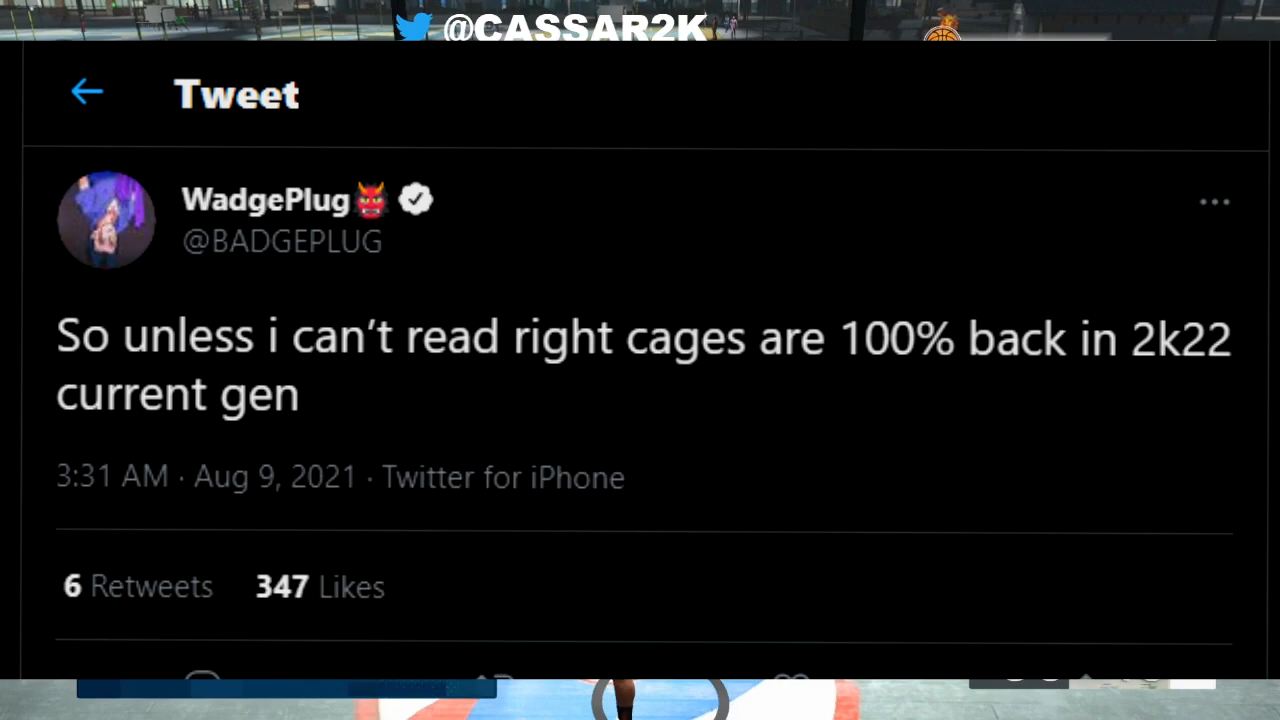 @CASSAR2K
Tweet
WadgePlug👹
@BADGEPLUG
So unless i can't read right cages are 100% back in 2k22
current gen
3:31 AM · Aug 9, 2021 · Twitter for iPhone
6 Retweets 347 Likes